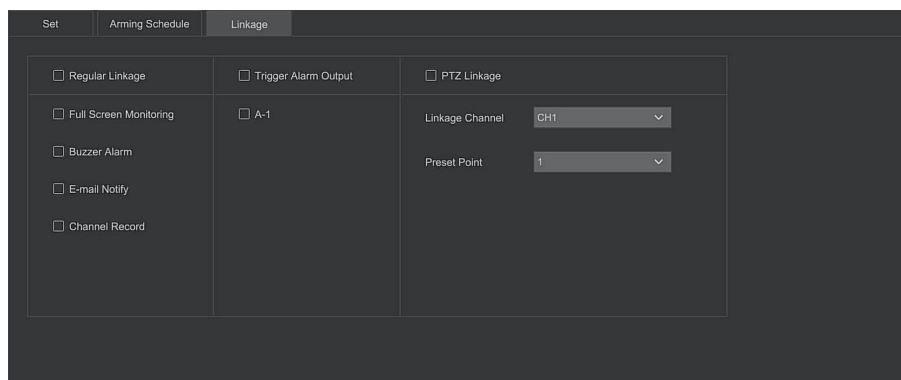 Set Arming Schedule Linkage
Regular Linkage Trigger Alarm Output PTZ Linkage
Full Screen Monitoring A-1 Linkage Channel CH1
Buzzer Alarm Preset Point 1
E-mail Notify
Channel Record